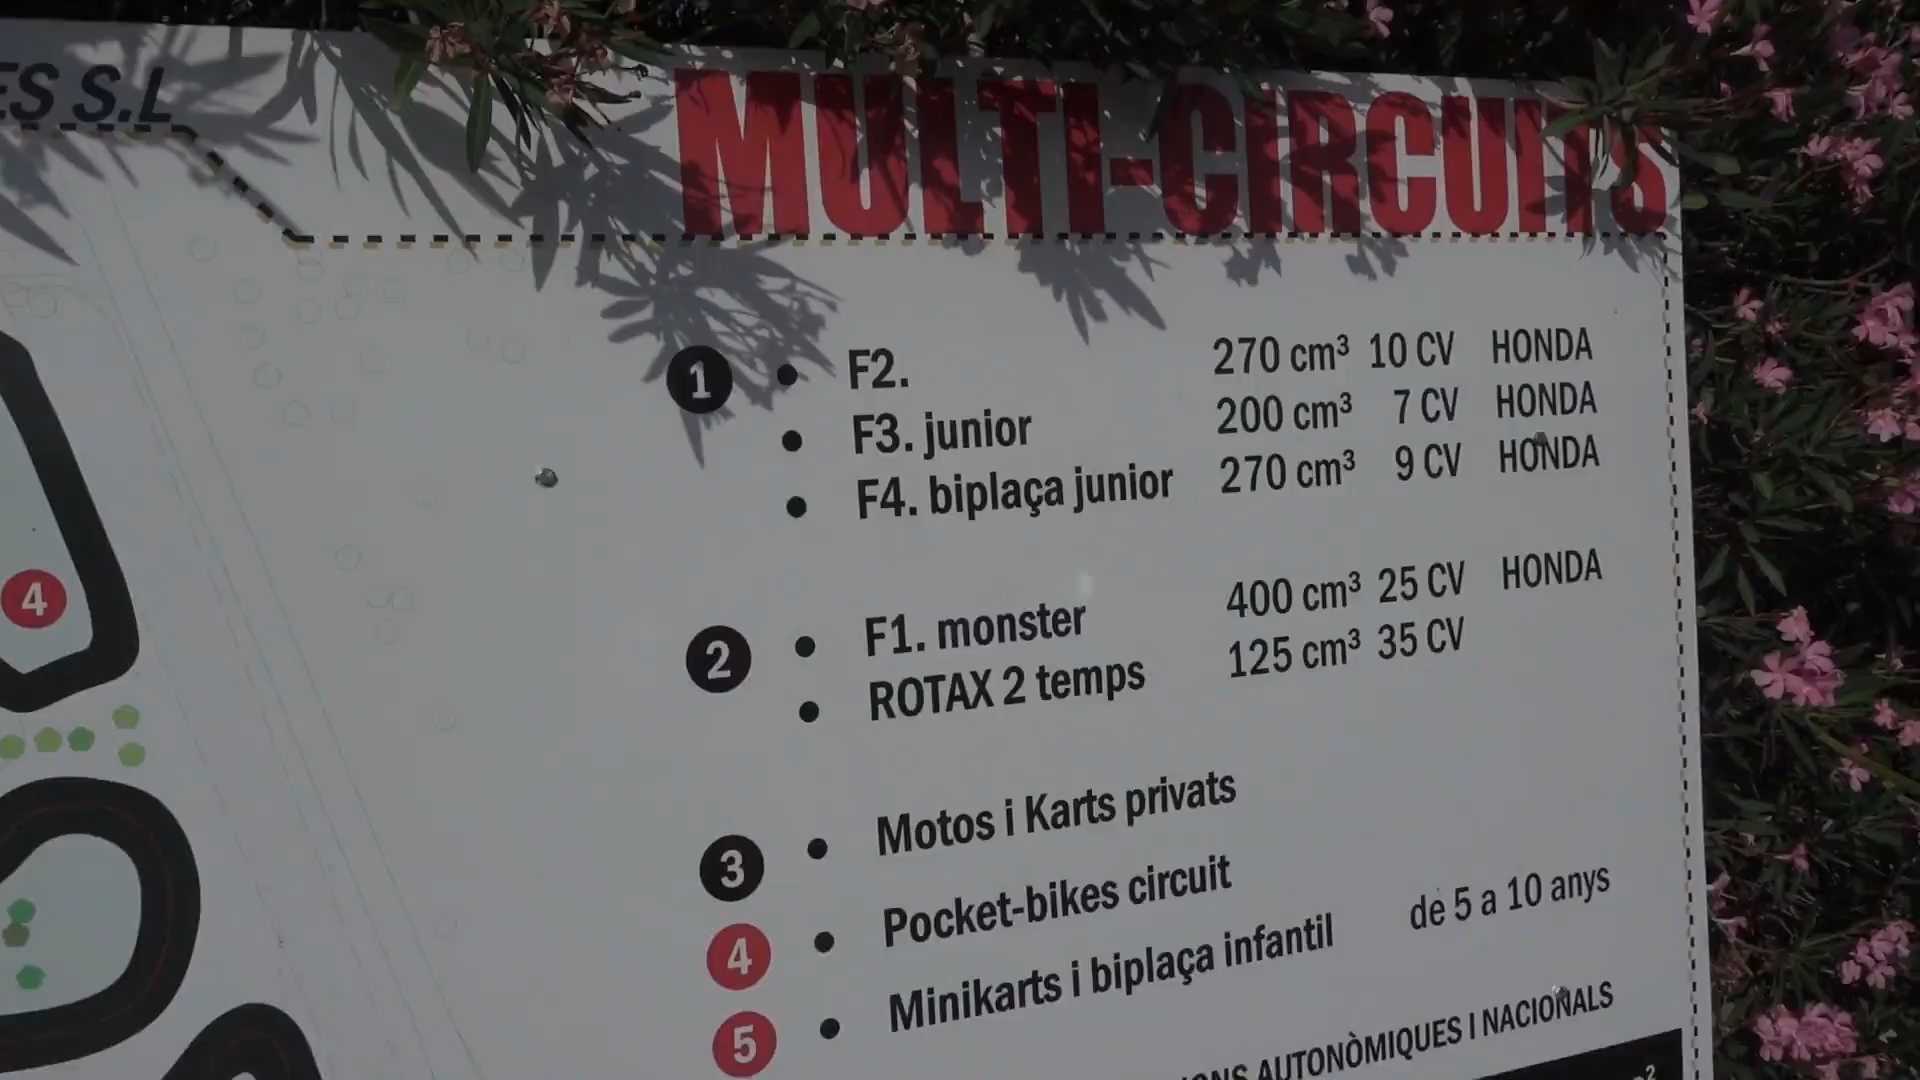 S S.L
MULTI-CIRCUITS
1 • F2. 270 cm³ 10 CV HONDA
• F3. junior 200 cm³ 7 CV HONDA
• F4. biplaça junior 270 cm³ 9 CV HONDA
2 • F1. monster 400 cm³ 25 CV HONDA
• ROTAX 2 temps 125 cm³ 35 CV
3 • Motos i Karts privats
4 • Pocket-bikes circuit
5 • Minikarts i biplaça infantil de 5 a 10 anys
AUTONÒMIQUES I NACIONALS
4